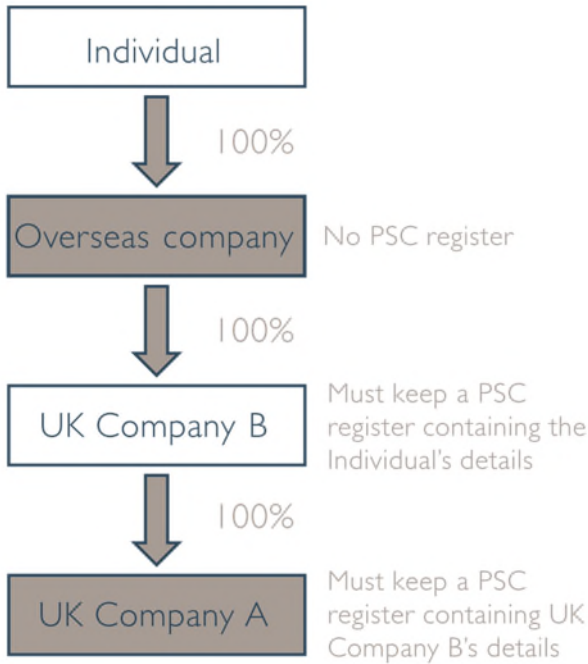 Individual
100%
Overseas company
No PSC register
100%
UK Company B
Must keep a PSC
register containing the
Individual's details
100%
UK Company A
Must keep a PSC
register containing UK
Company B's details